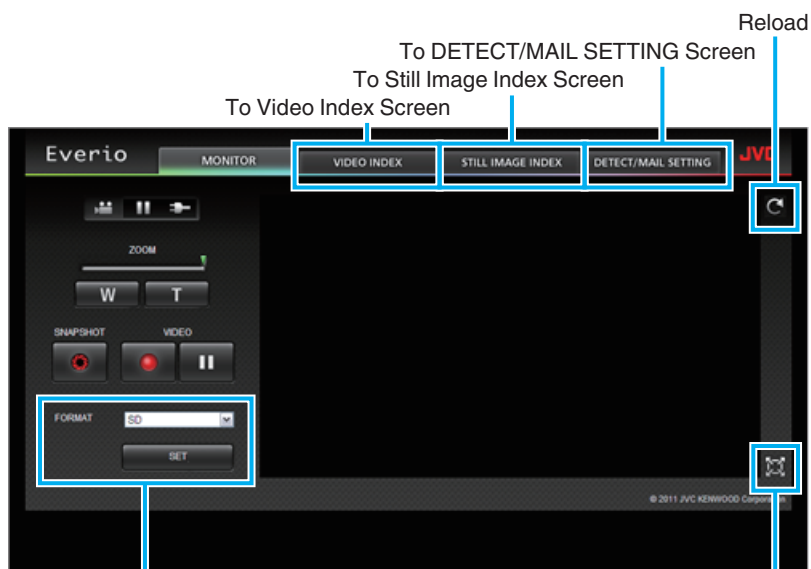 Reload
To DETECT/MAIL SETTING Screen
To Still Image Index Screen
To Video Index Screen
Everio
MONITOR
VIDEO INDEX
STILL IMAGE INDEX
DETECT/MAIL SETTING
JVC
ZOOM
W
T
SNAPSHOT
VIDEO
FORMAT
SD
SET
© 2011 JVC KENWOOD Corporation